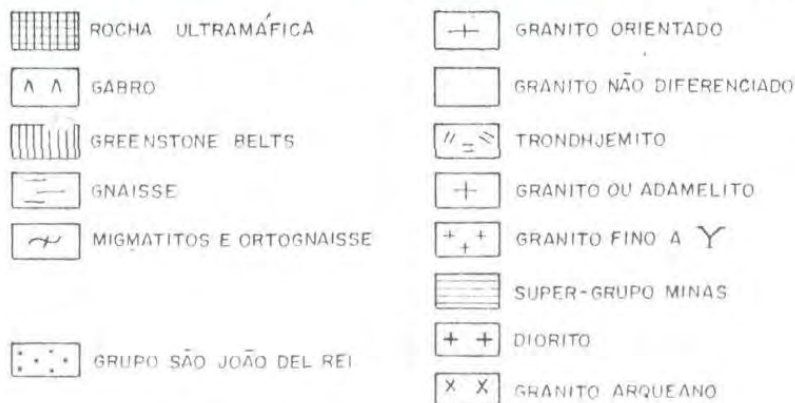 ROCHA ULTRAMÁFICA
GABRO
GREENSTONE BELTS
GNAISSE
MIGMATITOS E ORTOGNAISSE
GRUPO SÃO JOÃO DEL REI
GRANITO ORIENTADO
GRANITO NÃO DIFERENCIADO
TRONDHJEMITO
GRANITO OU ADAMELITO
GRANITO FINO A Y
SUPER-GRUPO MINAS
DIORITO
GRANITO ARQUEANO